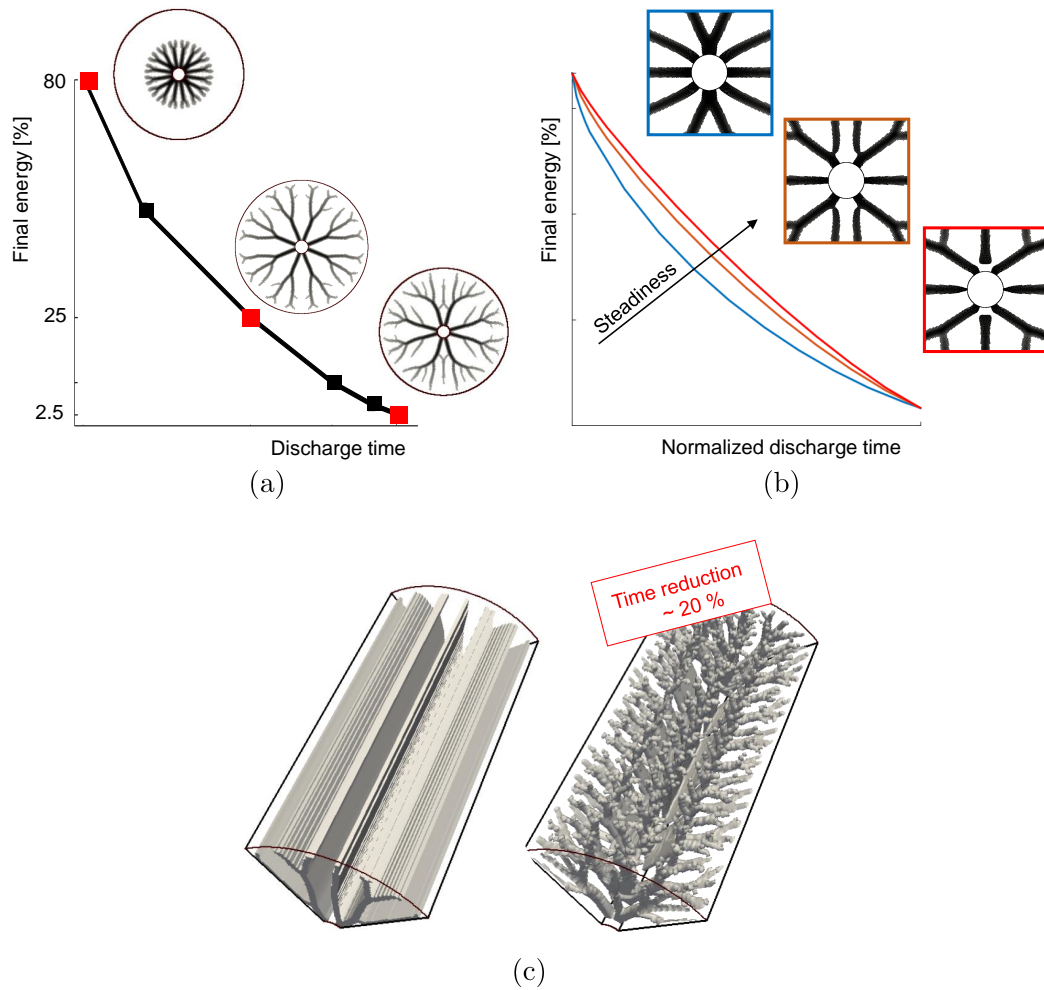 80
25
2.5
Final energy [%]
Discharge time
(a)
Final energy [%]
Steadiness
Normalized discharge time
(b)
Time reduction
~ 20 %
(c)